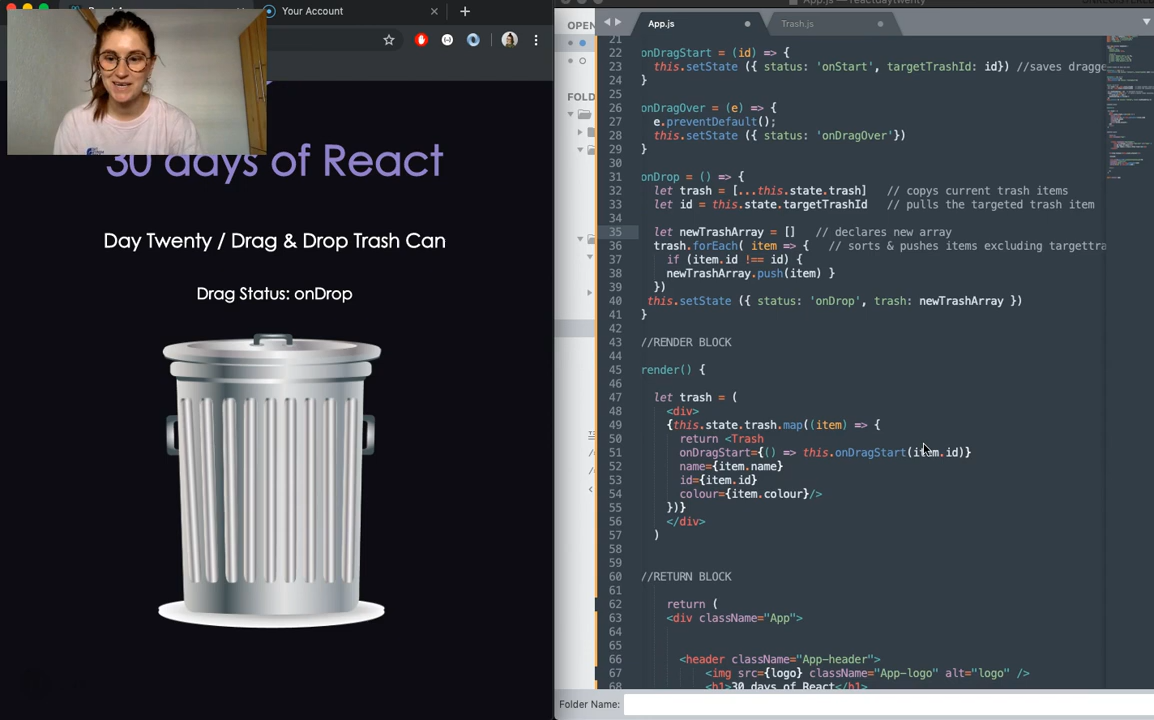 Your Account
30 days of React
Day Twenty / Drag & Drop Trash Can
Drag Status: onDrop
OPEN
FOLD
App.js
Trash.js
21
22 onDragStart = (id) => {
23 this.setState ({ status: 'onStart', targetTrashId: id}) //saves dragge
24 }
25
26 onDragOver = (e) => {
27 e.preventDefault();
28 this.setState ({ status: 'onDragOver'})
29 }
30
31 onDrop = () => {
32 let trash = [...this.state.trash] // copys current trash items
33 let id = this.state.targetTrashId // pulls the targeted trash item
34
35 let newTrashArray = [] // declares new array
36 trash.forEach( item => { // sorts & pushes items excluding targettra
37 if (item.id !== id) {
38 newTrashArray.push(item) }
39 })
40 this.setState ({ status: 'onDrop', trash: newTrashArray })
41 }
42
43 //RENDER BLOCK
44
45 render() {
46
47 let trash = (
48 <div>
49 {this.state.trash.map((item) => {
50 return <Trash
51 onDragStart={() => this.onDragStart(item.id)}
52 name={item.name}
53 id={item.id}
54 colour={item.colour}/>
55 })}
56 </div>
57 )
58
59
60 //RETURN BLOCK
61
62 return (
63 <div className="App">
64
65
66 <header className="App-header">
67 <img src={logo} className="App-logo" alt="logo" />
68 <h1>30 days of React</h1>
Folder Name: